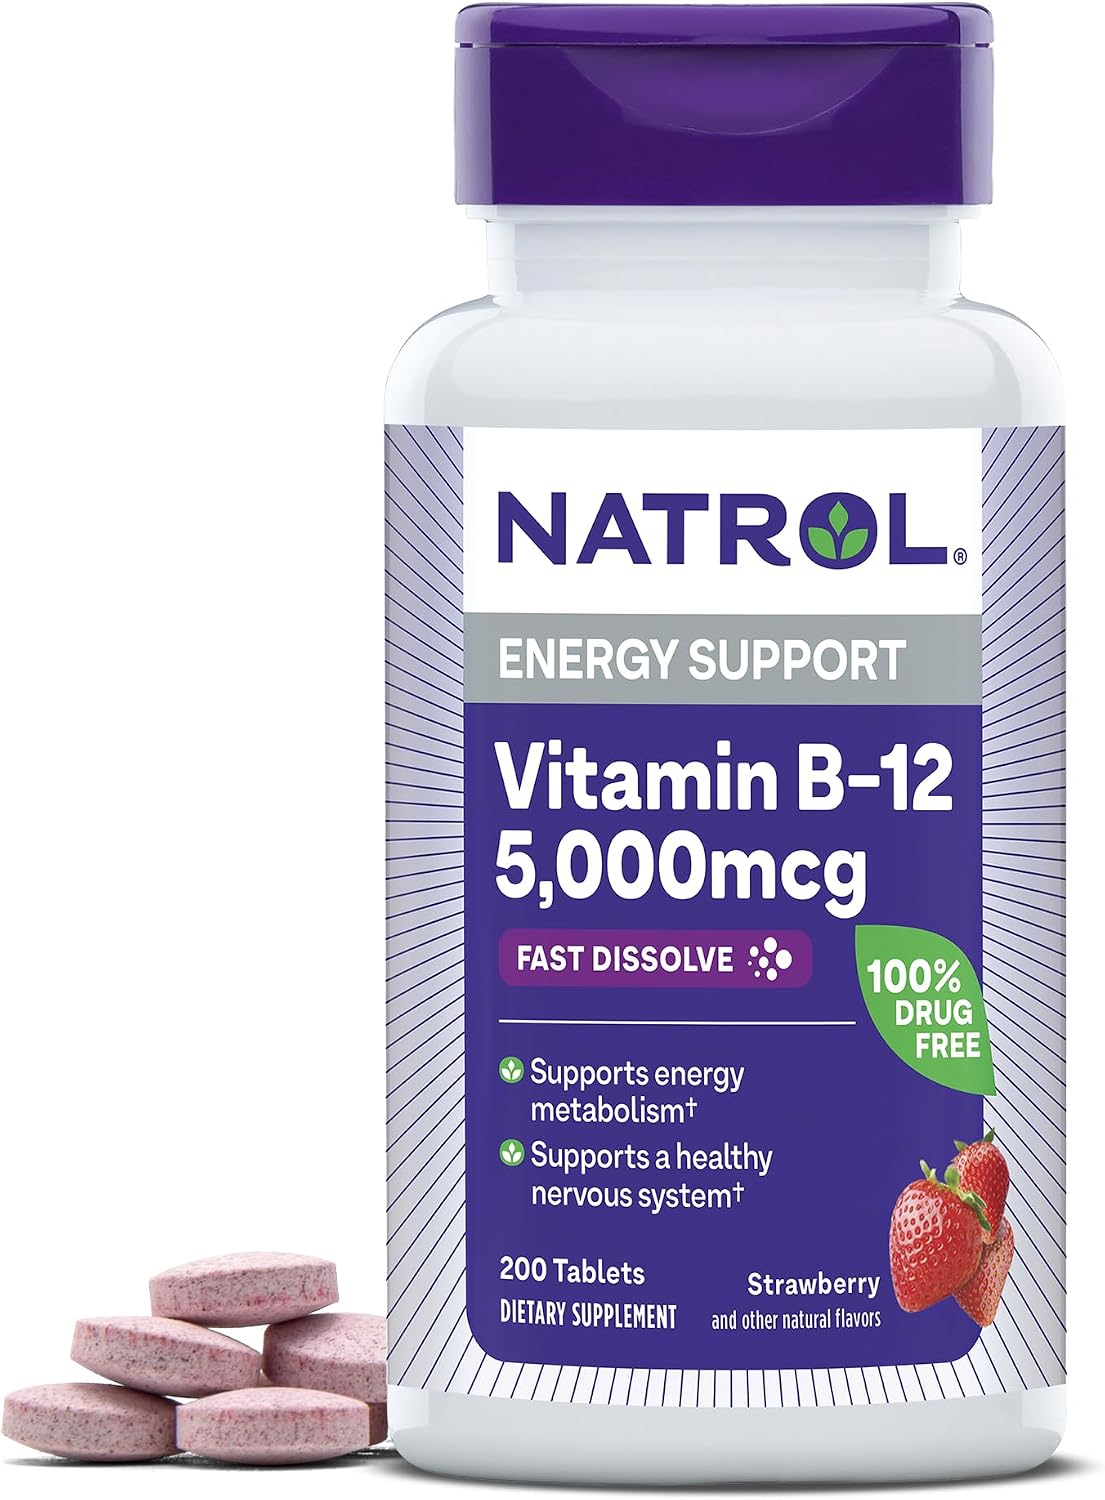 NATROL®
ENERGY SUPPORT
Vitamin B-12
5,000mcg
FAST DISSOLVE
100%
DRUG
FREE
Supports energy
metabolism†
Supports a healthy
nervous system†
200 Tablets
DIETARY SUPPLEMENT
Strawberry
and other natural flavors